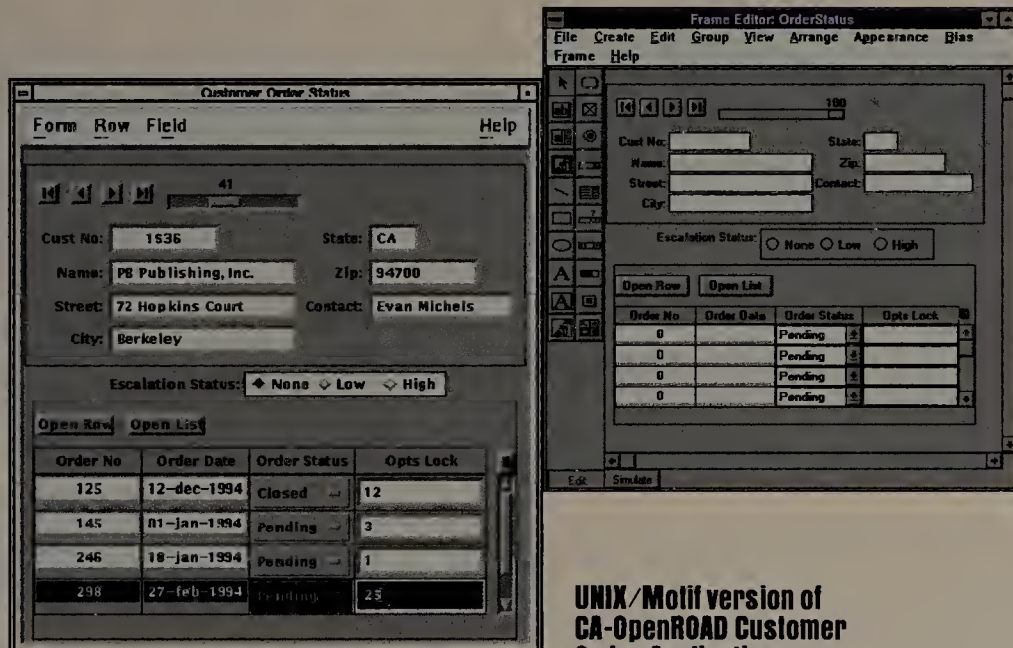 Customer Order Status
Form Row Field Help
41
Cust No: 1536 State: CA
Name: PB Publishing, Inc. Zip: 94700
Street: 72 Hopkins Court Contact: Evan Michels
City: Berkeley
Escalation Status: None Low High
Open Row Open List
Order No Order Date Order Status Opts Lock
125 12-dec-1994 Closed 12
145 01-jan-1994 Pending 3
246 18-jan-1994 Pending 1
298 27-feb-1994 Pending 25
Frame Editor: OrderStatus
File Create Edit Group View Arrange Appearance Bias
Frame Help
100
Cust No: State:
Name: Zip:
Street: Contact:
City:
Escalation Status: None Low High
Open Row Open List
Order No Order Date Order Status Opts Lock
0 Pending
0 Pending
0 Pending
0 Pending
Edit Simulate
UNIX/Motif version of
CA-OpenROAD Customer